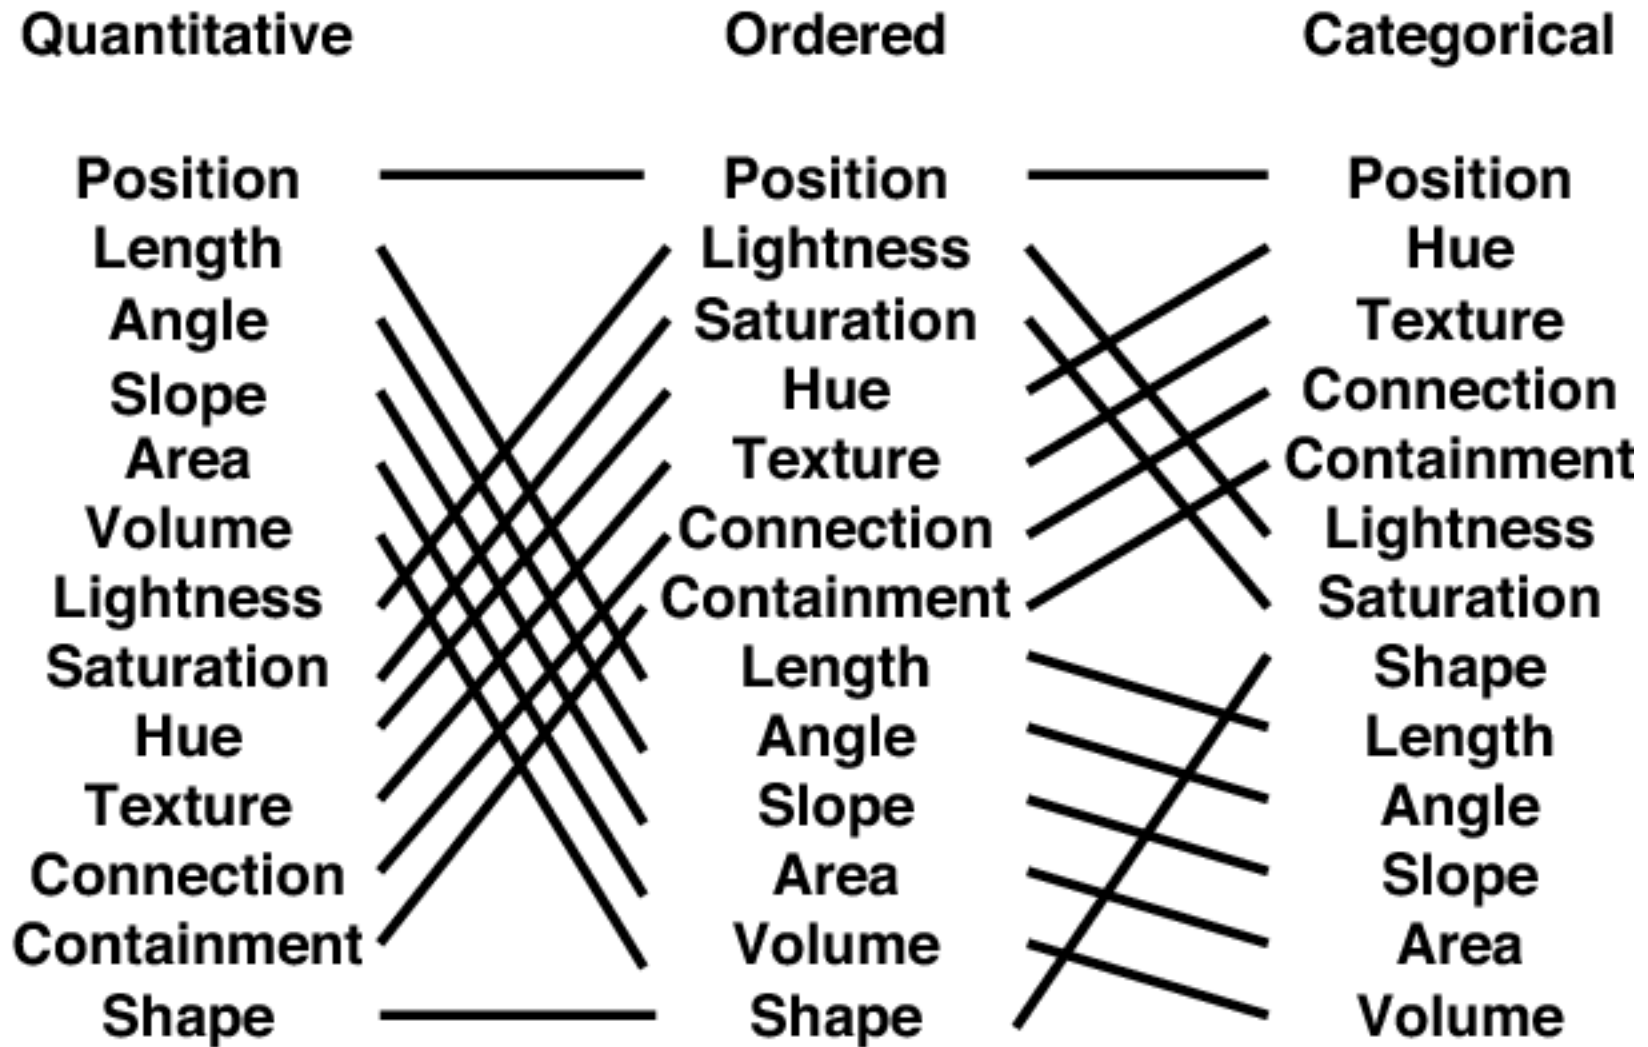 Quantitative Ordered Categorical
Position Position Position
Length Lightness Hue
Angle Saturation Texture
Slope Hue Connection
Area Texture Containment
Volume Connection Lightness
Lightness Containment Saturation
Saturation Length Shape
Hue Angle Length
Texture Slope Angle
Connection Area Slope
Containment Volume Area
Shape Shape Volume